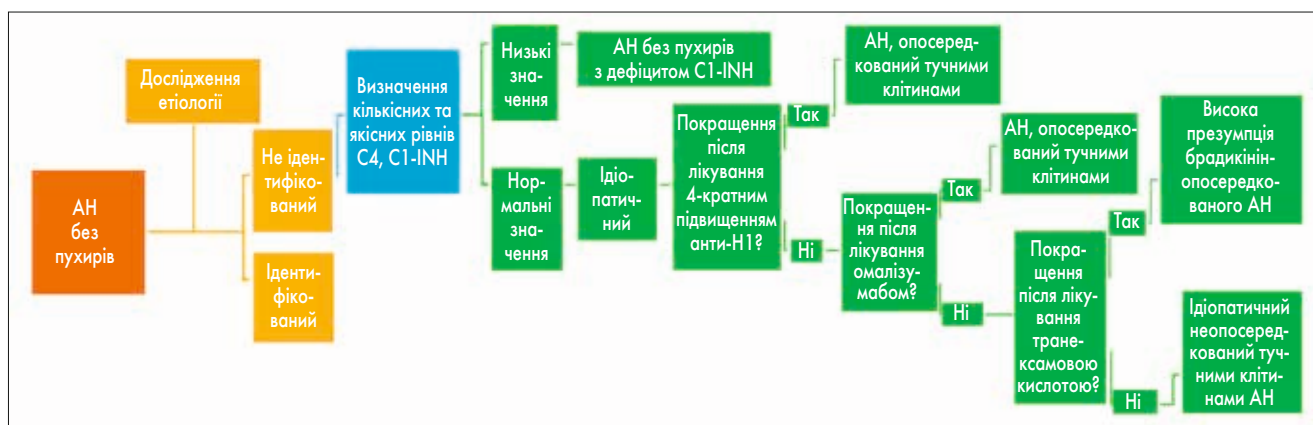 АН
без
пухирів
Дослідження
етіології
Не іден-
тифіко-
ваний
Іденти-
фіко-
ваний
Визначення
кількісних та
якісних рівнів
С4, С1-INH
Низькі
зна-
чення
АН без пухирів
з дефіцитом С1-INH
Нор-
мальні
зна-
чення
Ідіо-
патич-
ний
Покращення
після
лікування
4-кратним
підвищенням
анти-Н1?
Так
АН, опосеред-
кований тучними
клітинами
Ні
Покращен-
ня після
лікування
омалізу-
мабом?
Так
АН, опосередко-
ваний тучними
клітинами
Ні
Покра-
щення
після ліку-
вання
тране-
ксамовою
кислотою?
Так
Висока
презумпція
брадикінін-
опосередко-
ваного АН
Ні
Ідіопатичний
неопосеред-
кований туч-
ними кліти-
нами АН